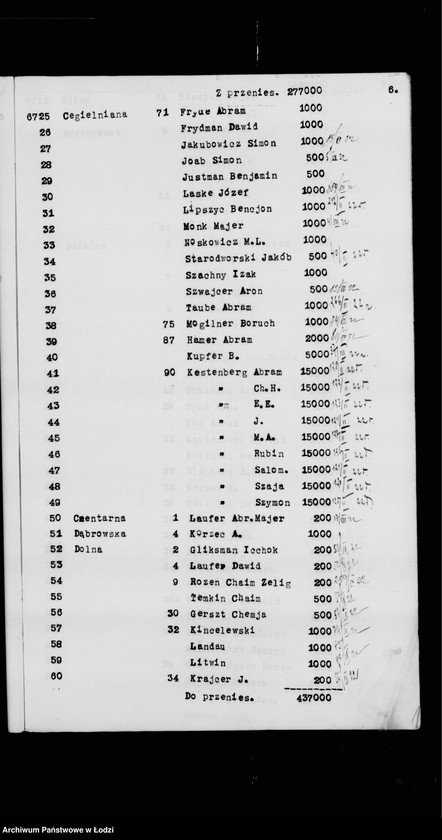 Z przenies. 277000 6.
6725 Cegielniana 71 Frydе Abram 1000
26 Frydman Dawid 1000
27 Jakubowicz Simon 1000
28 Joab Simon 500
29 Justman Benjamin 500
30 Laske Józef 1000
31 Lipszyc Bencjon 1000
32 Monk Majer 1000
33 Noskowicz M.L. 1000
34 Starodworski Jakób 500
35 Szachny Izak 1000
36 Szwajcer Aron 500
37 Taube Abram 1000
38 75 Mogilner Boruch 1000
39 87 Hamer Abram 2000
40 Kupfer B. 5000
41 90 Kestenberg Abram 15000
42 " Ch.H. 15000
43 " E.E. 15000
44 " J. 15000
45 " M.A. 15000
46 " Rubin 15000
47 " Salom. 15000
48 " Szaja 15000
49 " Szymon 15000
50 Cmentarna 1 Laufer Abr.Majer 200
51 Dąbrowska 4 Korzec A. 1000
52 Dolna 2 Gliksman Icchok 200
53 4 Laufer Dawid 200
54 9 Rozen Chaim Zelig 200
55 Temkin Chaim 500
56 30 Gerszt Chemja 500
57 32 Kincelewski 1000
58 Landau 1000
59 Litwin 1000
60 34 Krajcer J. 200
Do przenies. 437000
Archiwum Państwowe w Łodzi